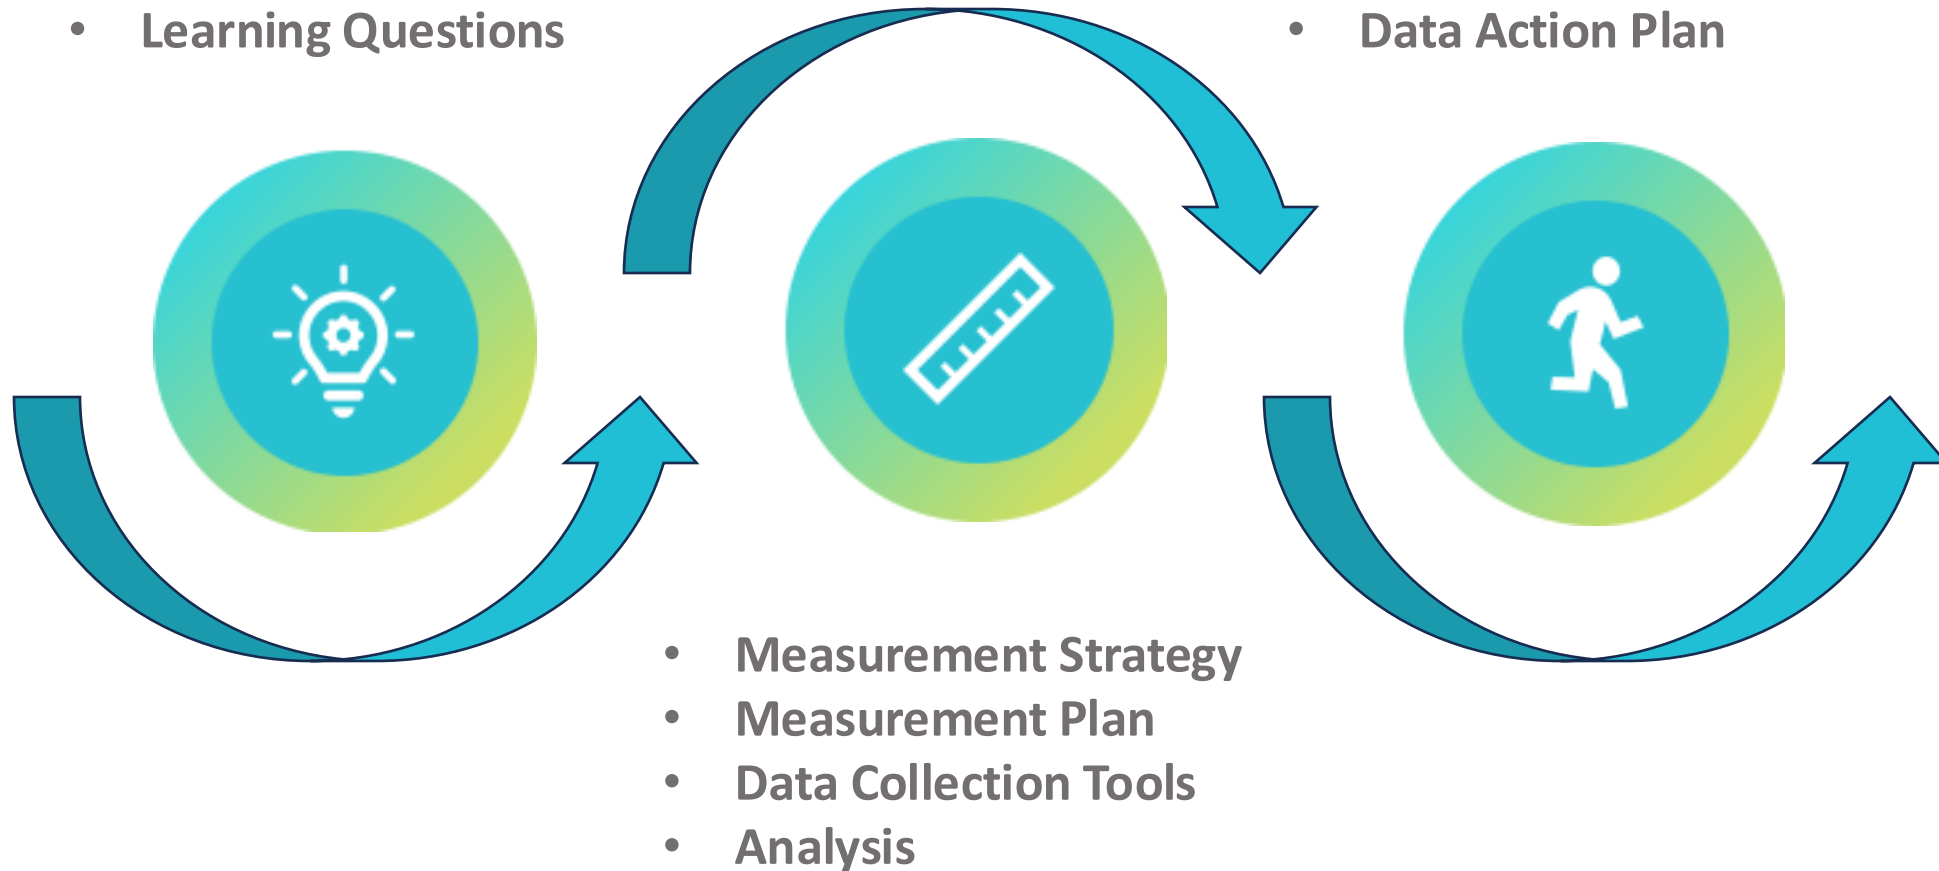 • Learning Questions
• Data Action Plan
• Measurement Strategy
• Measurement Plan
• Data Collection Tools
• Analysis